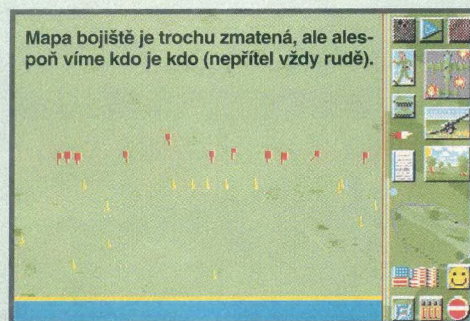 Mapa bojiště je trochu zmatená, ale ales-
poň víme kdo je kdo (nepřítel vždy rudě).